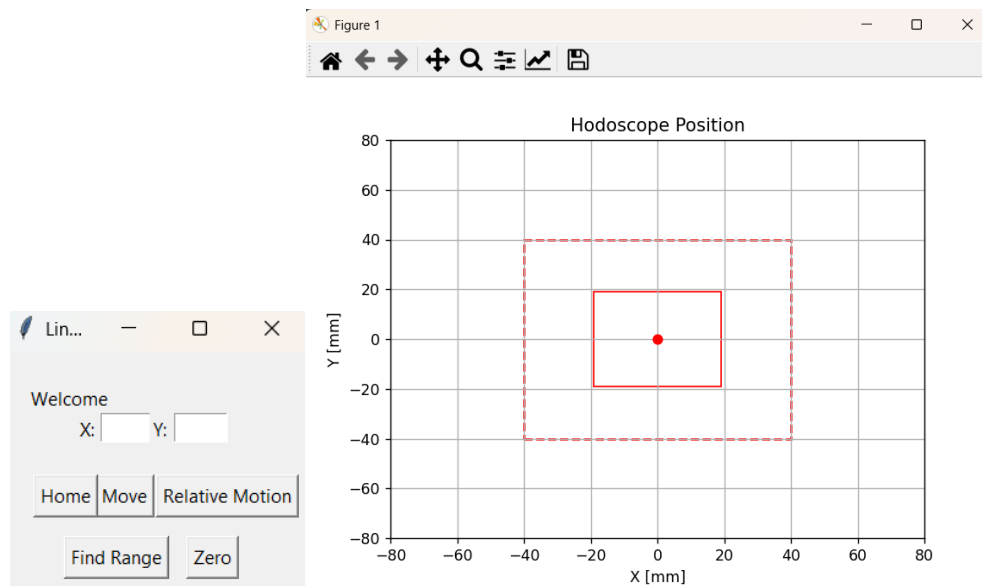 Figure 1
Hodoscope Position
80
60
40
20
0
−20
−40
−60
−80
Y [mm]
−80 −60 −40 −20 0 20 40 60 80
X [mm]
Lin...
Welcome
X: Y:
Home Move Relative Motion
Find Range Zero